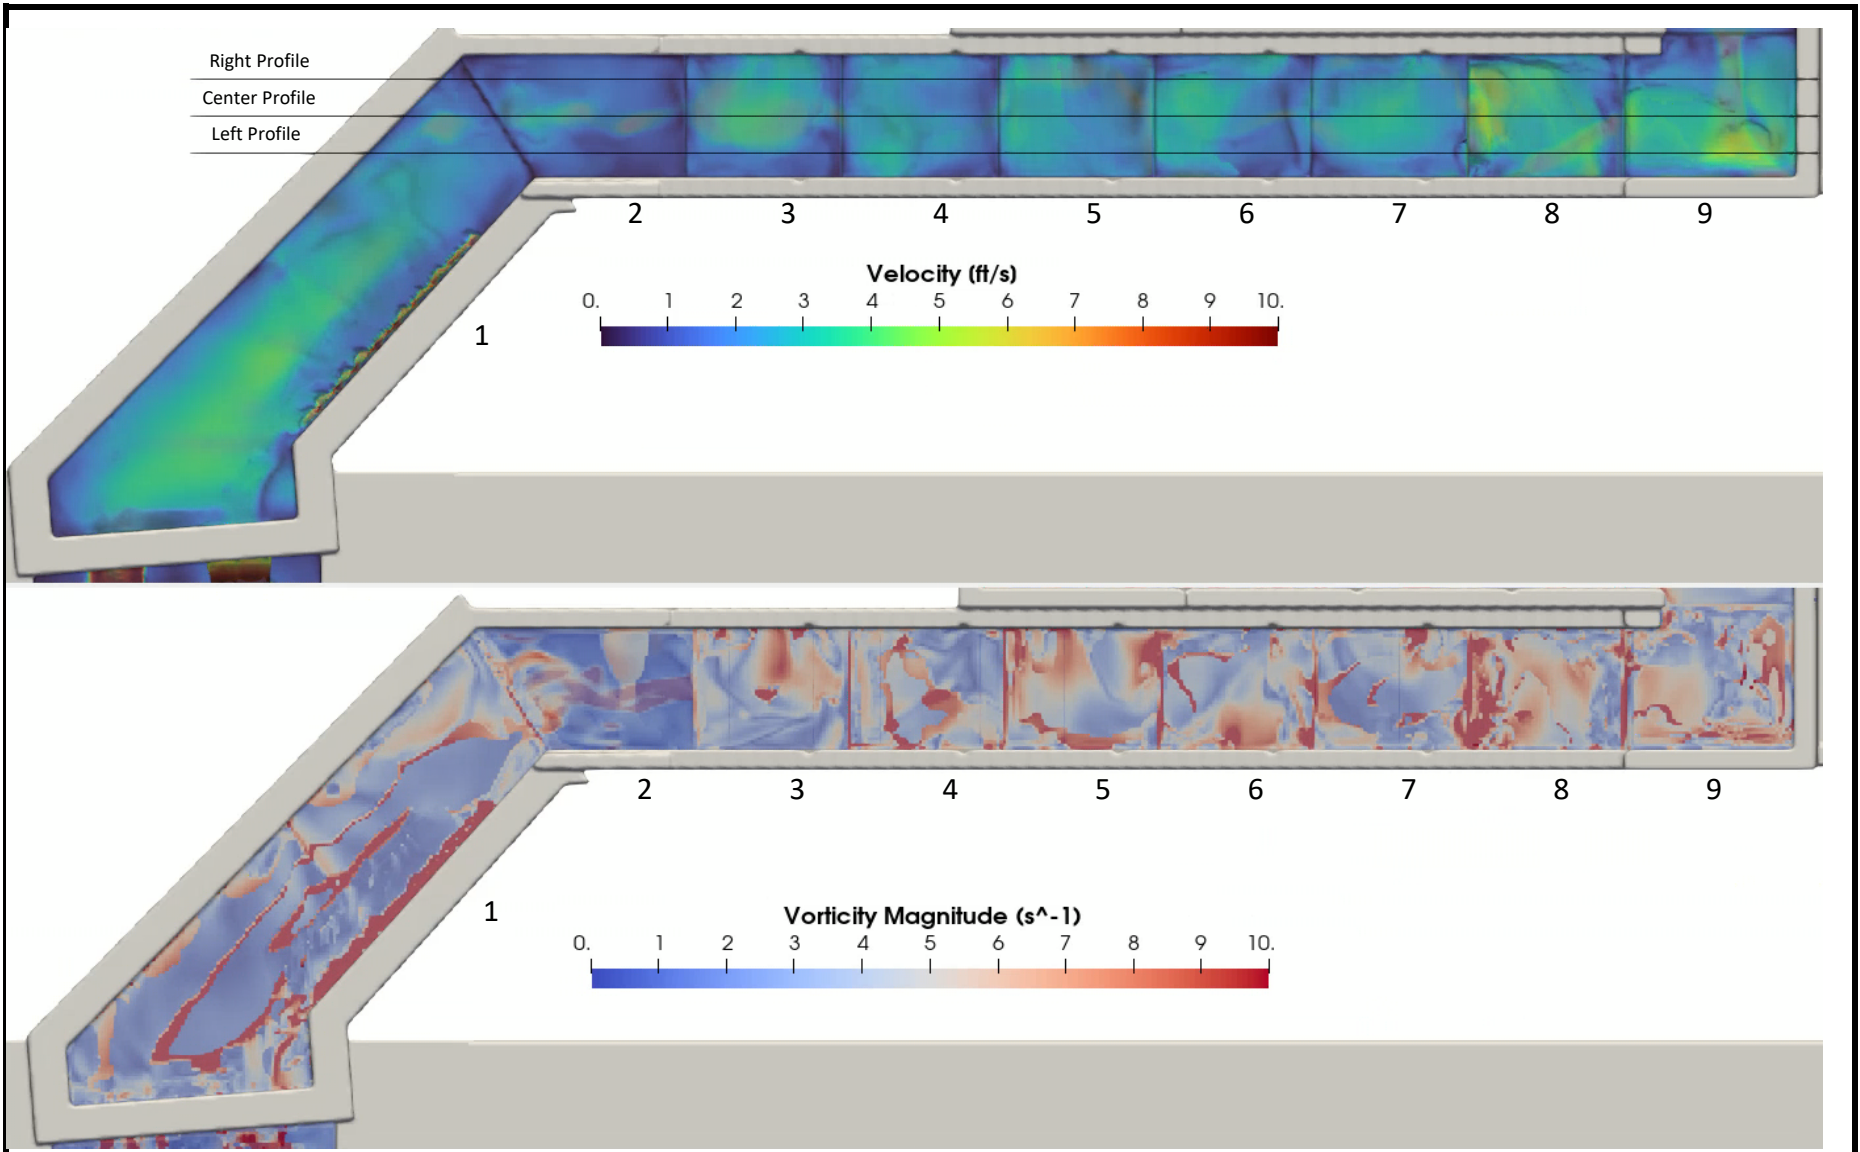 Right Profile
Center Profile
Left Profile
2 3 4 5 6 7 8 9
Velocity (ft/s)
0. 1 2 3 4 5 6 7 8 9 10.
1
2 3 4 5 6 7 8 9
1
Vorticity Magnitude (s^-1)
0. 1 2 3 4 5 6 7 8 9 10.